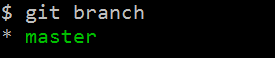 $ git branch
* master